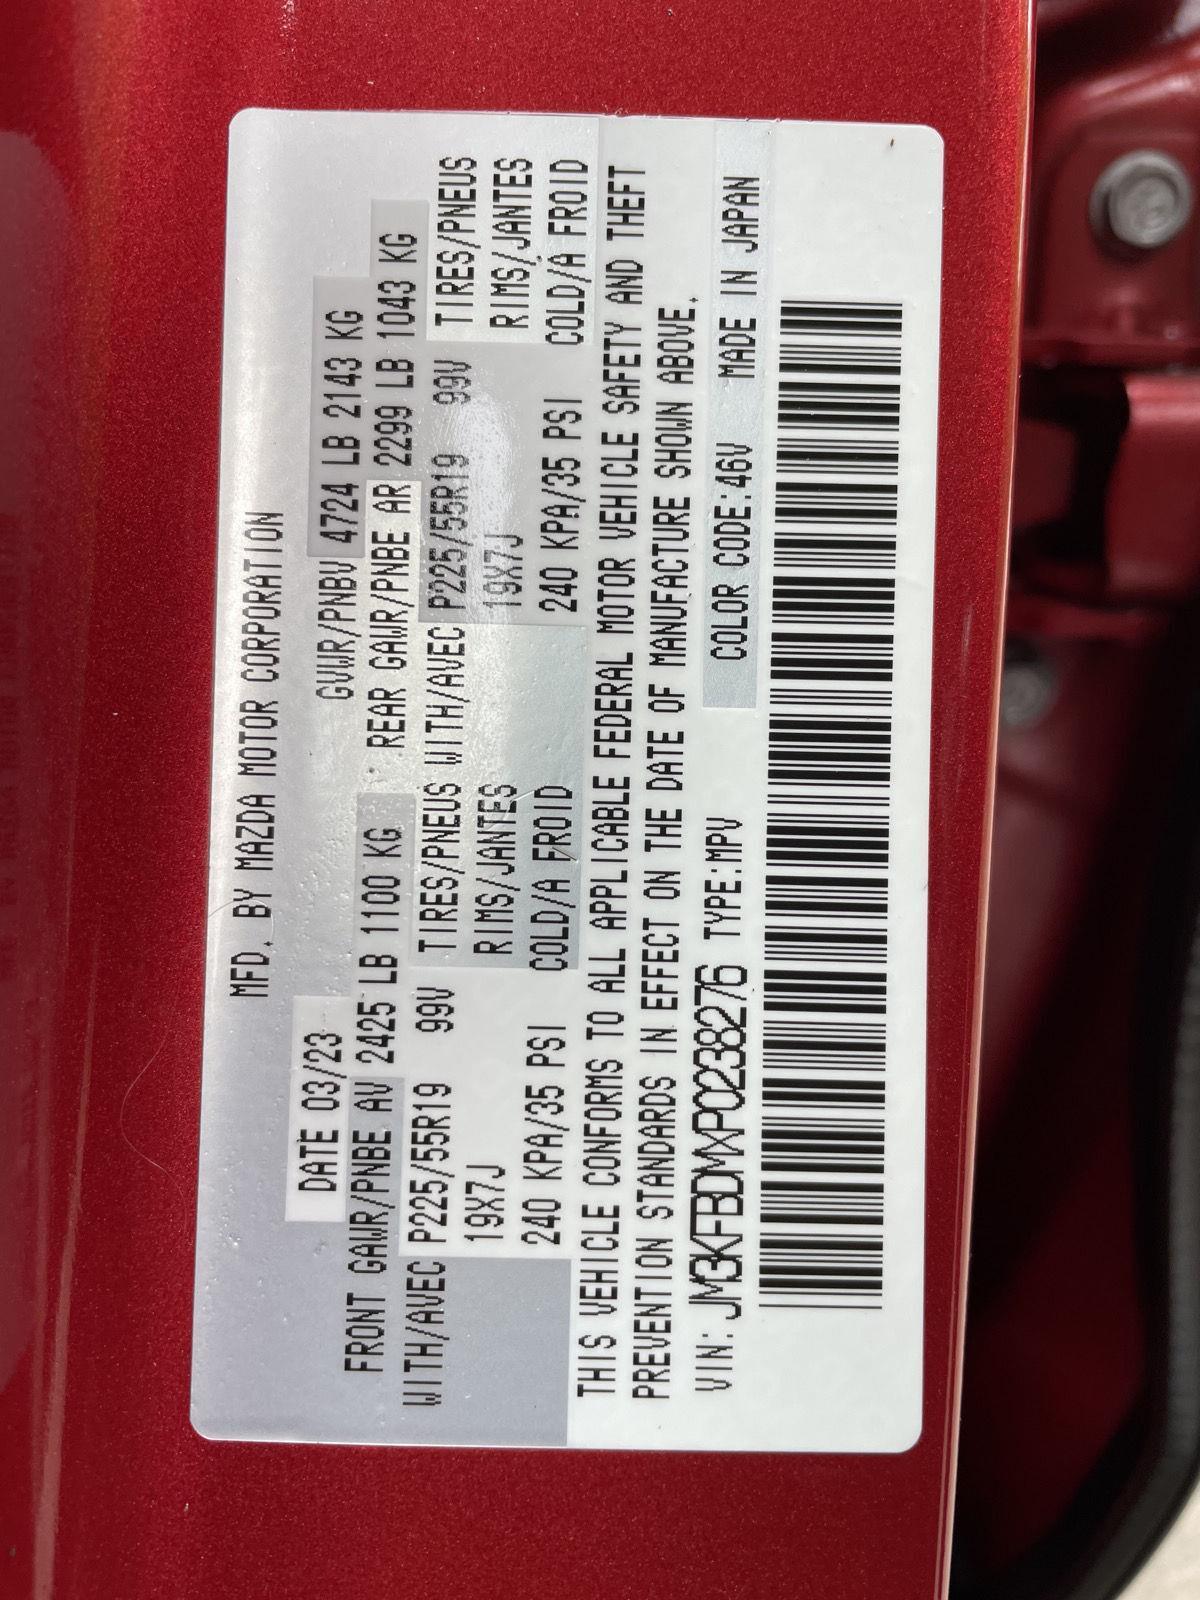 MFD. BY MAZDA MOTOR CORPORATION
DATE 03/23 GVWR/PNBV 4724 LB 2143 KG
FRONT GAWR/PNBE AV 2425 LB 1100 KG REAR GAWR/PNBE AR 2299 LB 1043 KG
WITH/AVEC P225/55R19 99V TIRES/PNEUS WITH/AVEC P225/55R19 99V TIRES/PNEUS
19X7J RIMS/JANTES 19X7J RIMS/JANTES
240 KPA/35 PSI COLD/A FROID 240 KPA/35 PSI COLD/A FROID
THIS VEHICLE CONFORMS TO ALL APPLICABLE FEDERAL MOTOR VEHICLE SAFETY AND THEFT
PREVENTION STANDARDS IN EFFECT ON THE DATE OF MANUFACTURE SHOWN ABOVE.
VIN: JM3KFBDMXP0238276 TYPE:MPV COLOR CODE:46V MADE IN JAPAN